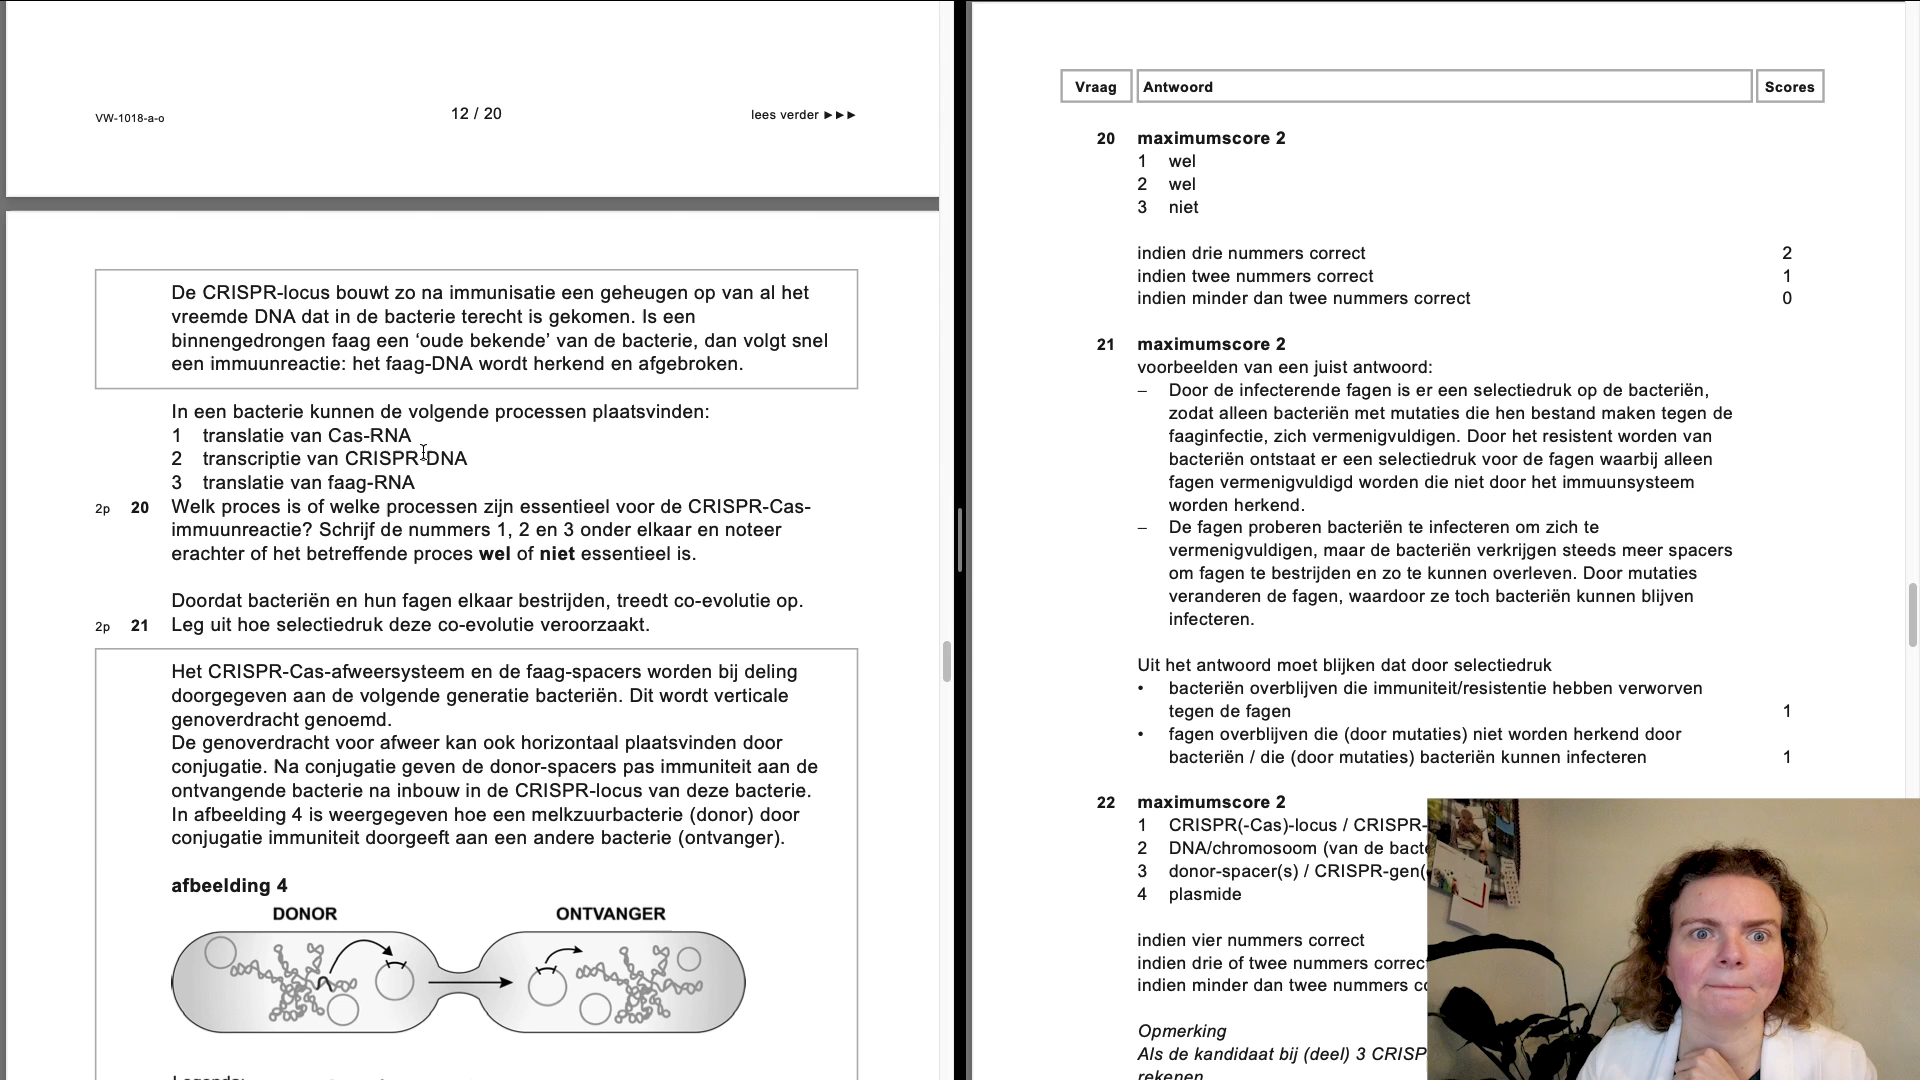 VW-1018-a-o
12 / 20
lees verder ►►►
De CRISPR-locus bouwt zo na immunisatie een geheugen op van al het
vreemde DNA dat in de bacterie terecht is gekomen. Is een
binnengedrongen faag een ‘oude bekende’ van de bacterie, dan volgt snel
een immuunreactie: het faag-DNA wordt herkend en afgebroken.
In een bacterie kunnen de volgende processen plaatsvinden:
1 translatie van Cas-RNA
2 transcriptie van CRISPR-DNA
3 translatie van faag-RNA
2p 20 Welk proces is of welke processen zijn essentieel voor de CRISPR-Cas-
immuunreactie? Schrijf de nummers 1, 2 en 3 onder elkaar en noteer
erachter of het betreffende proces wel of niet essentieel is.
Doordat bacteriën en hun fagen elkaar bestrijden, treedt co-evolutie op.
2p 21 Leg uit hoe selectiedruk deze co-evolutie veroorzaakt.
Het CRISPR-Cas-afweersysteem en de faag-spacers worden bij deling
doorgegeven aan de volgende generatie bacteriën. Dit wordt verticale
genoverdracht genoemd.
De genoverdracht voor afweer kan ook horizontaal plaatsvinden door
conjugatie. Na conjugatie geven de donor-spacers pas immuniteit aan de
ontvangende bacterie na inbouw in de CRISPR-locus van deze bacterie.
In afbeelding 4 is weergegeven hoe een melkzuurbacterie (donor) door
conjugatie immuniteit doorgeeft aan een andere bacterie (ontvanger).
afbeelding 4
DONOR
ONTVANGER
Vraag
Antwoord
Scores
20 maximumscore 2
1 wel
2 wel
3 niet
indien drie nummers correct 2
indien twee nummers correct 1
indien minder dan twee nummers correct 0
21 maximumscore 2
voorbeelden van een juist antwoord:
– Door de infecterende fagen is er een selectiedruk op de bacteriën,
zodat alleen bacteriën met mutaties die hen bestand maken tegen de
faaginfectie, zich vermenigvuldigen. Door het resistent worden van
bacteriën ontstaat er een selectiedruk voor de fagen waarbij alleen
fagen vermenigvuldigd worden die niet door het immuunsysteem
worden herkend.
– De fagen proberen bacteriën te infecteren om zich te
vermenigvuldigen, maar de bacteriën verkrijgen steeds meer spacers
om fagen te bestrijden en zo te kunnen overleven. Door mutaties
veranderen de fagen, waardoor ze toch bacteriën kunnen blijven
infecteren.
Uit het antwoord moet blijken dat door selectiedruk
• bacteriën overblijven die immuniteit/resistentie hebben verworven
tegen de fagen 1
• fagen overblijven die (door mutaties) niet worden herkend door
bacteriën / die (door mutaties) bacteriën kunnen infecteren 1
22 maximumscore 2
1 CRISPR(-Cas)-locus / CRISPR-
2 DNA/chromosoom (van de
3 donor-spacer(s) / CRISPR-gen(
4 plasmide
indien vier nummers correct
indien drie of twee nummers
indien minder dan twee nummers
Opmerking
Als de kandidaat bij (deel) 3
rekenen